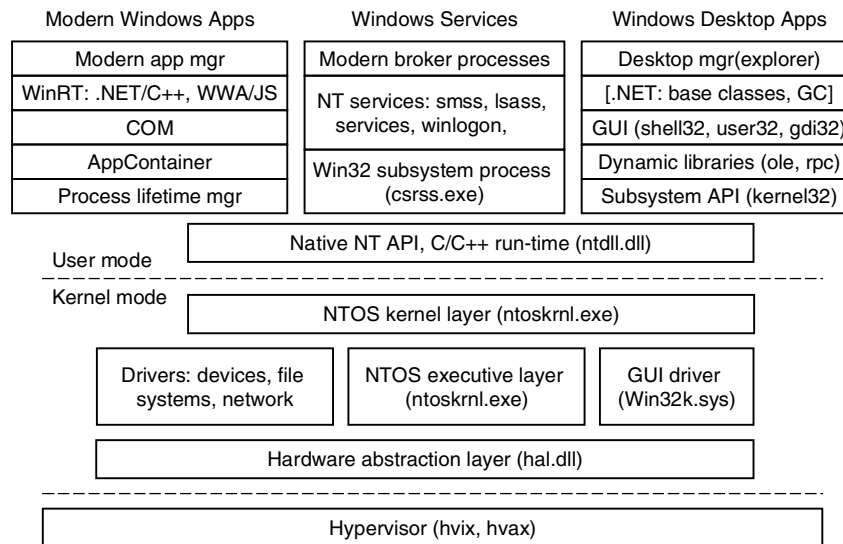 Modern Windows Apps
Modern app mgr
WinRT: .NET/C++, WWA/JS
COM
AppContainer
Process lifetime mgr
Windows Services
Modern broker processes
NT services: smss, lsass,
services, winlogon,
Win32 subsystem process
(csrss.exe)
Windows Desktop Apps
Desktop mgr(explorer)
[.NET: base classes, GC]
GUI (shell32, user32, gdi32)
Dynamic libraries (ole, rpc)
Subsystem API (kernel32)
Native NT API, C/C++ run-time (ntdll.dll)
User mode
Kernel mode
NTOS kernel layer (ntoskrnl.exe)
Drivers: devices, file
systems, network
NTOS executive layer
(ntoskrnl.exe)
GUI driver
(Win32k.sys)
Hardware abstraction layer (hal.dll)
Hypervisor (hvix, hvax)